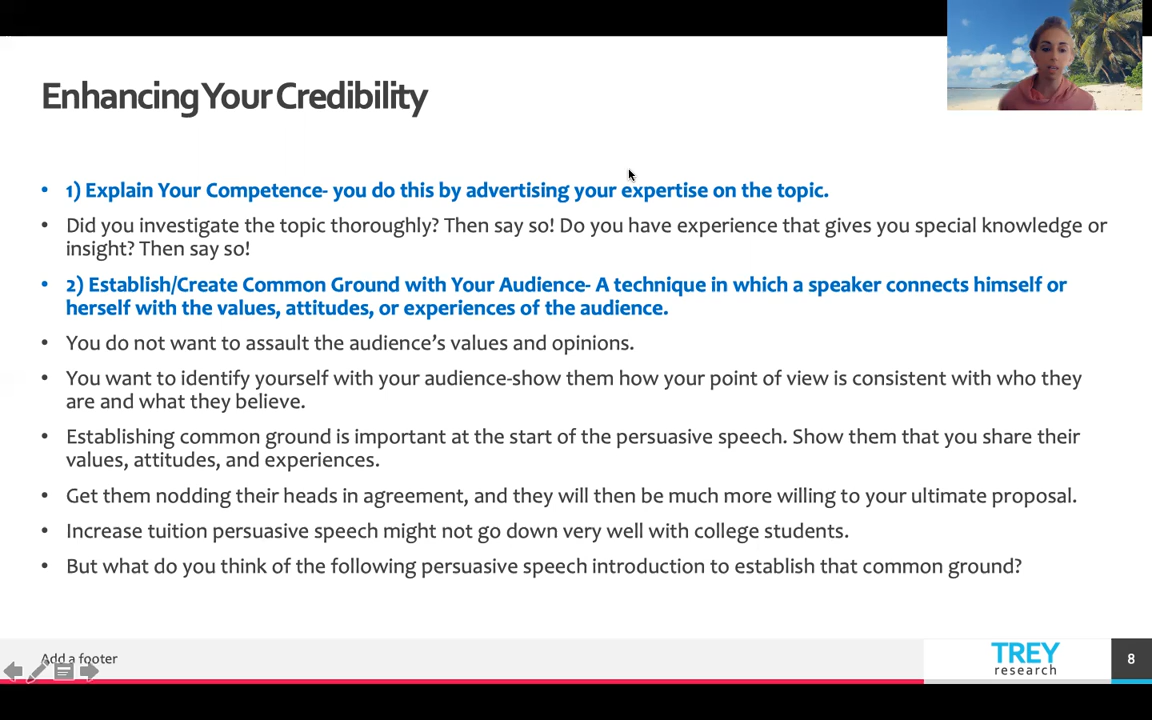 Enhancing Your Credibility
• 1) Explain Your Competence- you do this by advertising your expertise on the topic.
• Did you investigate the topic thoroughly? Then say so! Do you have experience that gives you special knowledge or
insight? Then say so!
• 2) Establish/Create Common Ground with Your Audience- A technique in which a speaker connects himself or
herself with the values, attitudes, or experiences of the audience.
• You do not want to assault the audience’s values and opinions.
• You want to identify yourself with your audience-show them how your point of view is consistent with who they
are and what they believe.
• Establishing common ground is important at the start of the persuasive speech. Show them that you share their
values, attitudes, and experiences.
• Get them nodding their heads in agreement, and they will then be much more willing to your ultimate proposal.
• Increase tuition persuasive speech might not go down very well with college students.
• But what do you think of the following persuasive speech introduction to establish that common ground?
Add a footer
TREY
research
8